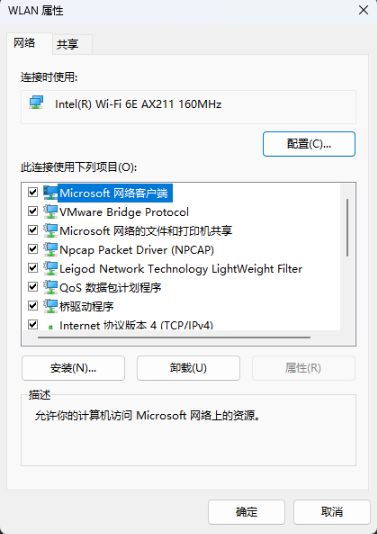 WLAN 属性
网络 共享
连接时使用:
Intel(R) Wi-Fi 6E AX211 160MHz
配置(C)...
此连接使用下列项目(O):
Microsoft 网络客户端
VMware Bridge Protocol
Microsoft 网络的文件和打印机共享
Npcap Packet Driver (NPCAP)
Leigod Network Technology LightWeight Filter
QoS 数据包计划程序
桥驱动程序
Internet 协议版本 4 (TCP/IPv4)
安装(N)... 卸载(U) 属性(R)
描述
允许你的计算机访问 Microsoft 网络上的资源。
确定 取消